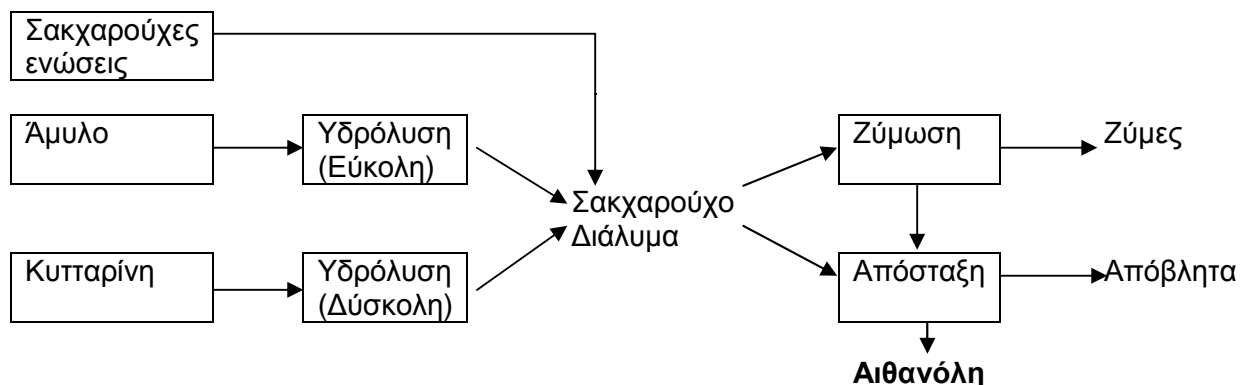 Σακχαρούχες
ενώσεις
Άμυλο
Υδρόλυση
(Εύκολη)
Ζύμωση
Ζύμες
Σακχαρούχο
Διάλυμα
Κυτταρίνη
Υδρόλυση
(Δύσκολη)
Απόσταξη
Απόβλητα
Αιθανόλη